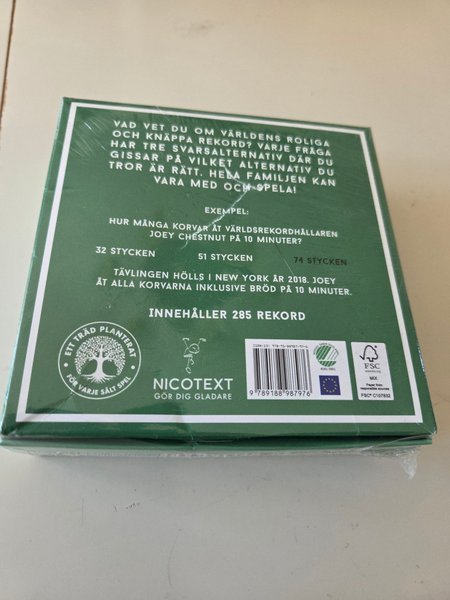 VAD VET DU OM VÄRLDENS ROLIGA
OCH KNÄPPA REKORD? VARJE FRÅGA
HAR TRE SVARSALTERNATIV DÄR DU
GISSAR PÅ VILKET ALTERNATIV DU
TROR ÄR RÄTT. HELA FAMILJEN KAN
VARA MED OCH SPELA!
EXEMPEL:
HUR MÅNGA KORVAR ÅT VÄRLDSREKORDHÅLLAREN
JOEY CHESTNUT PÅ 10 MINUTER?
32 STYCKEN 51 STYCKEN 74 STYCKEN
TÄVLINGEN HÖLLS I NEW YORK ÅR 2018. JOEY
ÅT ALLA KORVARNA INKLUSIVE BRÖD PÅ 10 MINUTER.
INNEHÅLLER 285 REKORD
ETT TRÄD PLANTERAT
FÖR VARJE SÅLT SPEL
NICOTEXT
GÖR DIG GLADARE
9 789188 987976
FSC
MIX
FSC® C107832